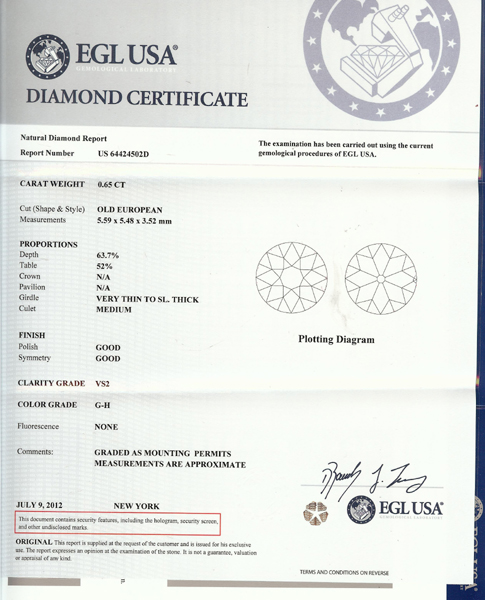 EGL USA®
GEMOLOGICAL LABORATORY
DIAMOND CERTIFICATE
Natural Diamond Report
Report Number US 64424502D
The examination has been carried out using the current
gemological procedures of EGL USA.
CARAT WEIGHT 0.65 CT
Cut (Shape & Style) OLD EUROPEAN
Measurements 5.59 x 5.48 x 3.52 mm
PROPORTIONS
Depth 63.7%
Table 52%
Crown N/A
Pavilion N/A
Girdle VERY THIN TO SL. THICK
Culet MEDIUM
Plotting Diagram
FINISH
Polish GOOD
Symmetry GOOD
CLARITY GRADE VS2
COLOR GRADE G-H
Fluorescence NONE
Comments: GRADED AS MOUNTING PERMITS
MEASUREMENTS ARE APPROXIMATE
EGL USA®
JULY 9, 2012 NEW YORK
This document contains security features, including the hologram, security screen,
and other undisclosed marks.
ORIGINAL This report is supplied at the request of the customer and is issued for his exclusive
use. The report expresses an opinion at the examination of the stone. It is not a guarantee, valuation
or appraisal of any kind.
TERMS AND CONDITIONS ON REVERSE